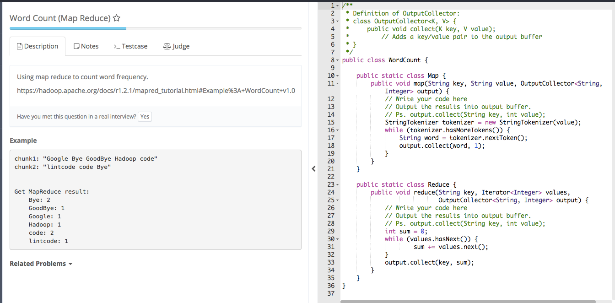 Word Count (Map Reduce)
Description
Notes
Testcase
Judge
Using map reduce to count word frequency.
https://hadoop.apache.org/docs/r1.2.1/mapred_tutorial.html#Example%3A+WordCount+v1.0
Have you met this question in a real interview? Yes
Example
chunk1: "Google Bye GoodBye Hadoop code"
chunk2: "lintcode code Bye"
Get MapReduce result:
Bye: 2
GoodBye: 1
Google: 1
Hadoop: 1
code: 2
lintcode: 1
Related Problems
1 /**
2 * Definition of OutputCollector:
3 * class OutputCollector<K, V> {
4 * public void collect(K key, V value);
5 * // Adds a key/value pair to the output buffer
6 * }
7 */
8 public class WordCount {
9
10 public static class Map {
11 public void map(String key, String value, OutputCollector<String,
Integer> output) {
12 // Write your code here
13 // Output the results into output buffer.
14 // Ps. output.collect(String key, int value);
15 StringTokenizer tokenizer = new StringTokenizer(value);
16 while (tokenizer.hasMoreTokens()) {
17 String word = tokenizer.nextToken();
18 output.collect(word, 1);
19 }
20 }
21 }
22
23 public static class Reduce {
24 public void reduce(String key, Iterator<Integer> values,
25 OutputCollector<String, Integer> output) {
26 // Write your code here
27 // Output the results into output buffer.
28 // Ps. output.collect(String key, int value);
29 int sum = 0;
30 while (values.hasNext()) {
31 sum += values.next();
32 }
33 output.collect(key, sum);
34 }
35 }
36 }
37